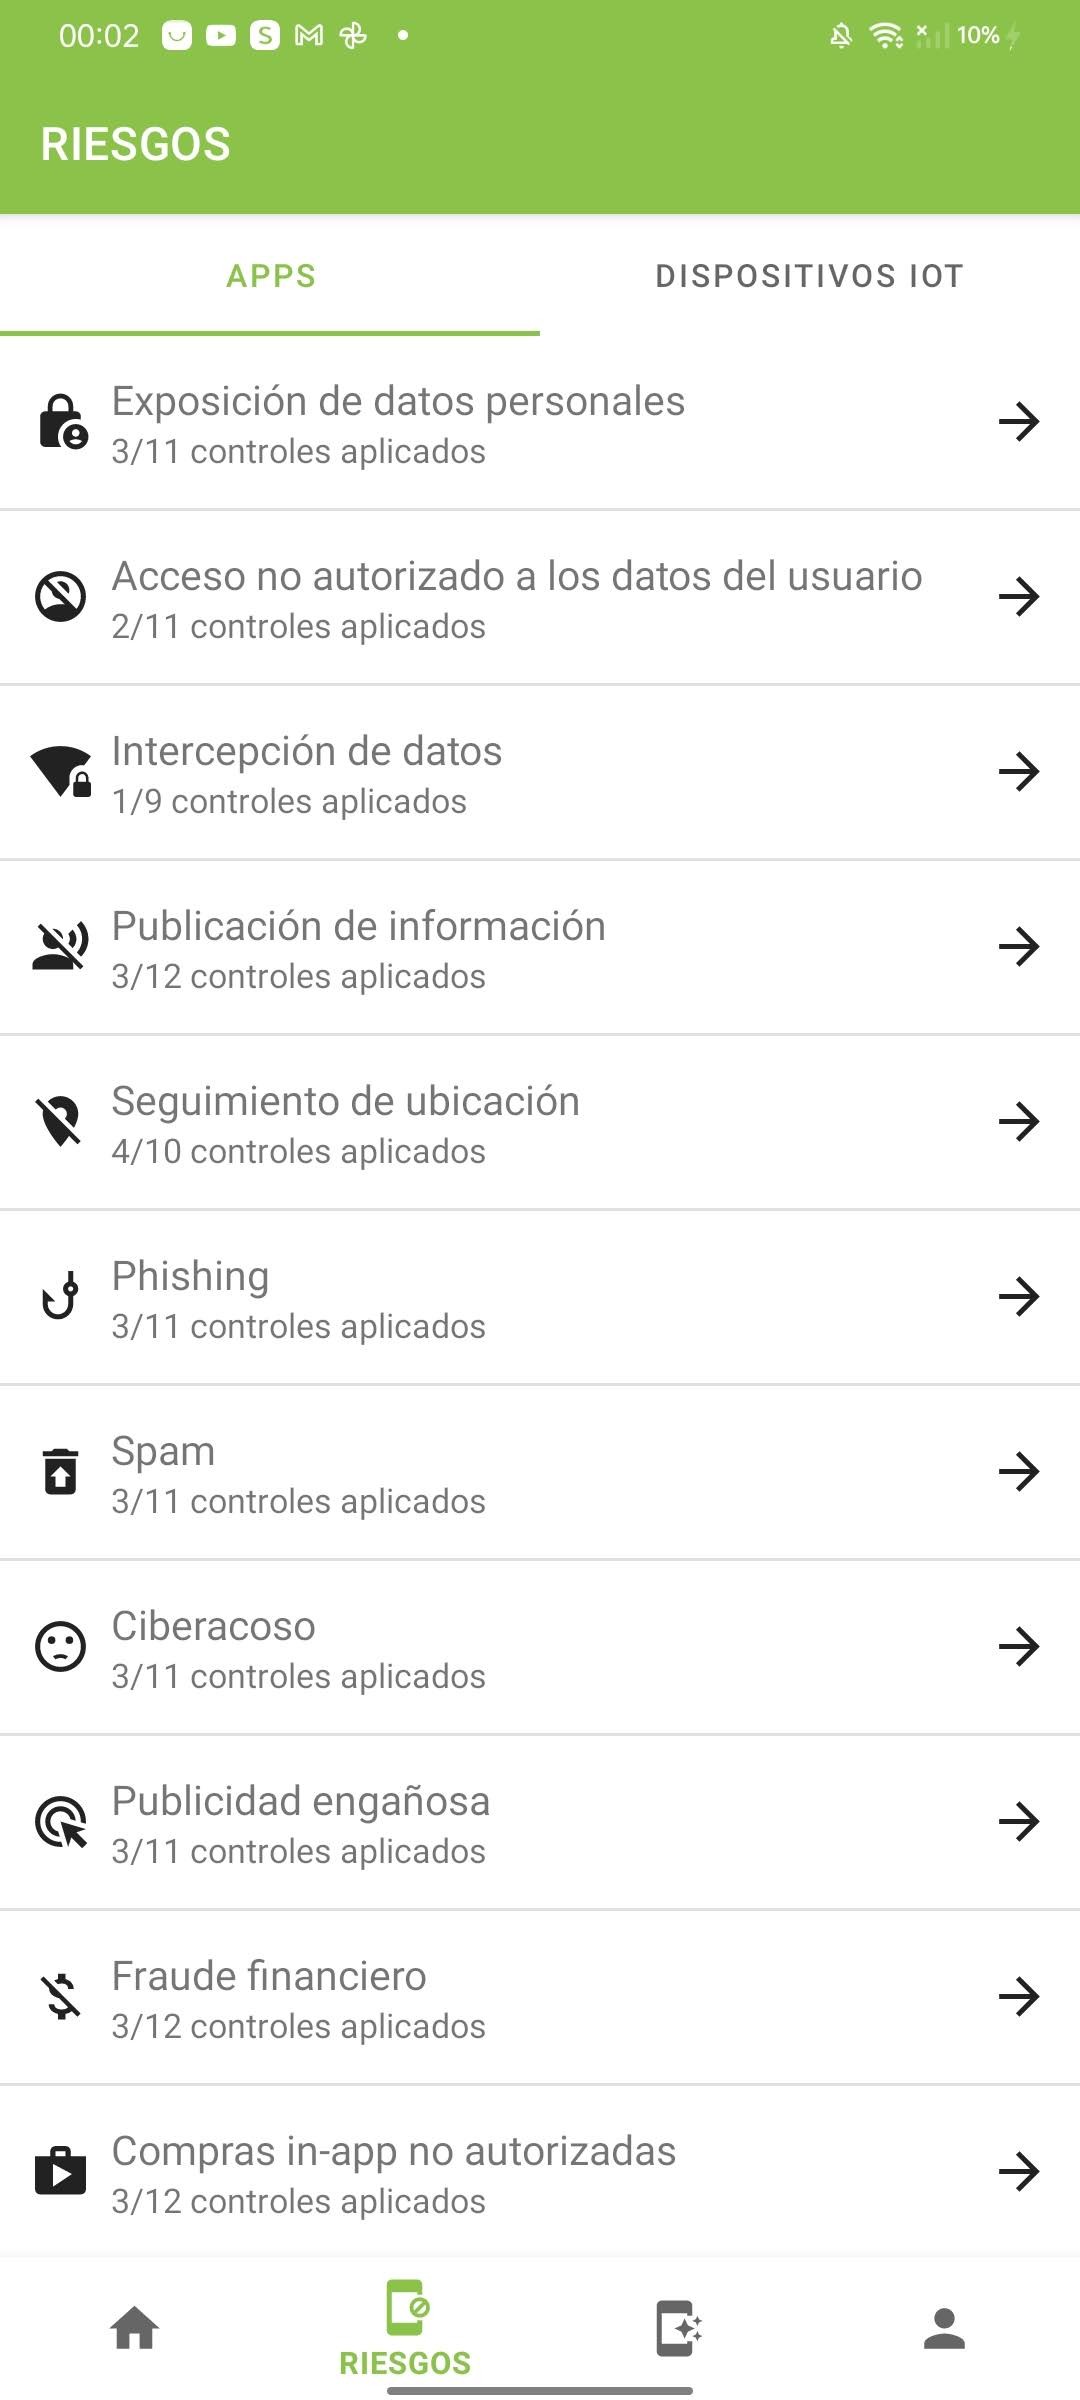 00:02
10%
RIESGOS
APPS
DISPOSITIVOS IOT
Exposición de datos personales
3/11 controles aplicados
Acceso no autorizado a los datos del usuario
2/11 controles aplicados
Intercepción de datos
1/9 controles aplicados
Publicación de información
3/12 controles aplicados
Seguimiento de ubicación
4/10 controles aplicados
Phishing
3/11 controles aplicados
Spam
3/11 controles aplicados
Ciberacoso
3/11 controles aplicados
Publicidad engañosa
3/11 controles aplicados
Fraude financiero
3/12 controles aplicados
Compras in-app no autorizadas
3/12 controles aplicados
RIESGOS